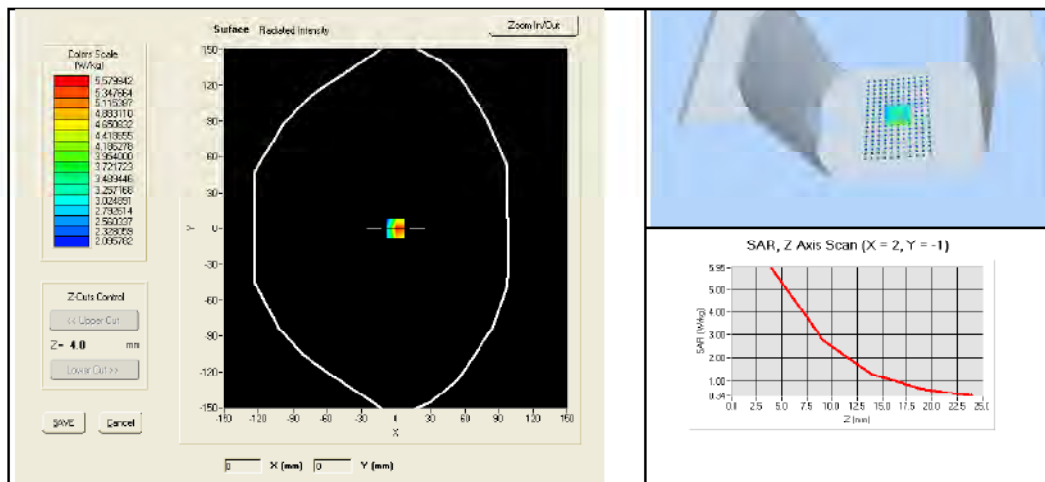 Surface Radiated Intensity
Zoom In/Out
Colors Scale
(W/kg)
5.579942
5.347664
5.115387
4.883110
4.650832
4.418555
4.186278
3.954000
3.721723
3.489446
3.257168
3.024891
2.792614
2.560337
2.328059
2.095782
150
120
90
60
30
0
-30
-60
-90
-120
-150
Y
-150 -120 -90 -60 -30 0 30 60 90 120 150
X
Z-Cuts Control
<< Upper Cut
Z= 4.0 mm
Lower Cut >>
SAVE Cancel
0 X (mm) 0 Y (mm)
SAR, Z Axis Scan (X = 2, Y = -1)
SAR (W/kg)
5.95
5.00
4.00
3.00
2.00
1.00
0.34
0.0 2.5 5.0 7.5 10.0 12.5 15.0 17.5 20.0 22.5 25.0
Z (mm)